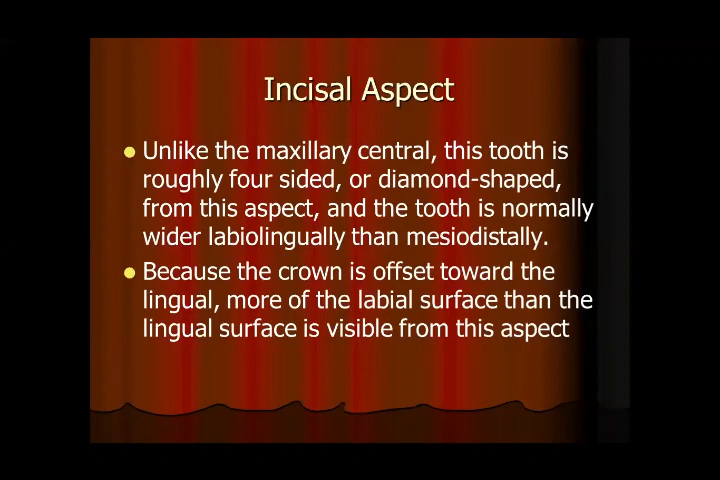 Incisal Aspect
Unlike the maxillary central, this tooth is
roughly four sided, or diamond-shaped,
from this aspect, and the tooth is normally
wider labiolingually than mesiodistally.
Because the crown is offset toward the
lingual, more of the labial surface than the
lingual surface is visible from this aspect